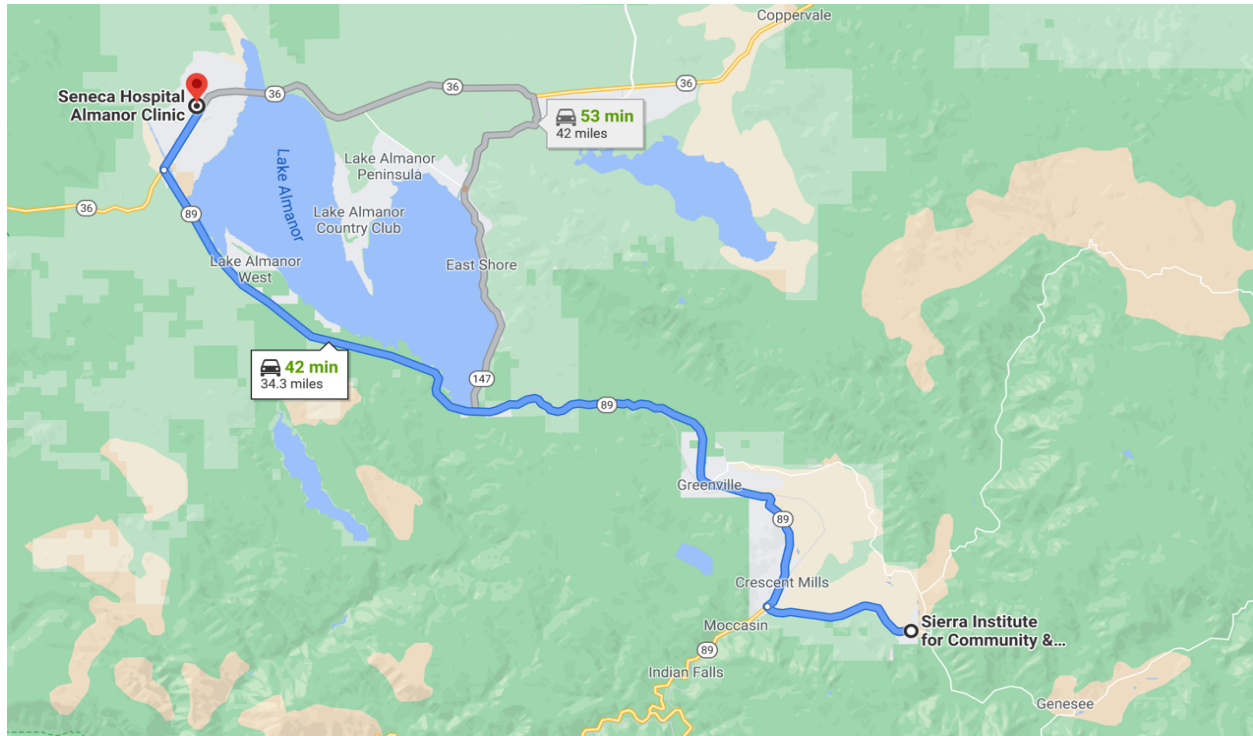 Coppervale
Seneca Hospital
Almanor Clinic
36
36
36
53 min
42 miles
Lake Almanor
Peninsula
Lake Almanor
Lake Almanor
Country Club
36
89
Lake Almanor
West
East Shore
42 min
34.3 miles
147
89
Greenville
89
Crescent Mills
Moccasin
Sierra Institute
for Community &...
89
Indian Falls
Genesee